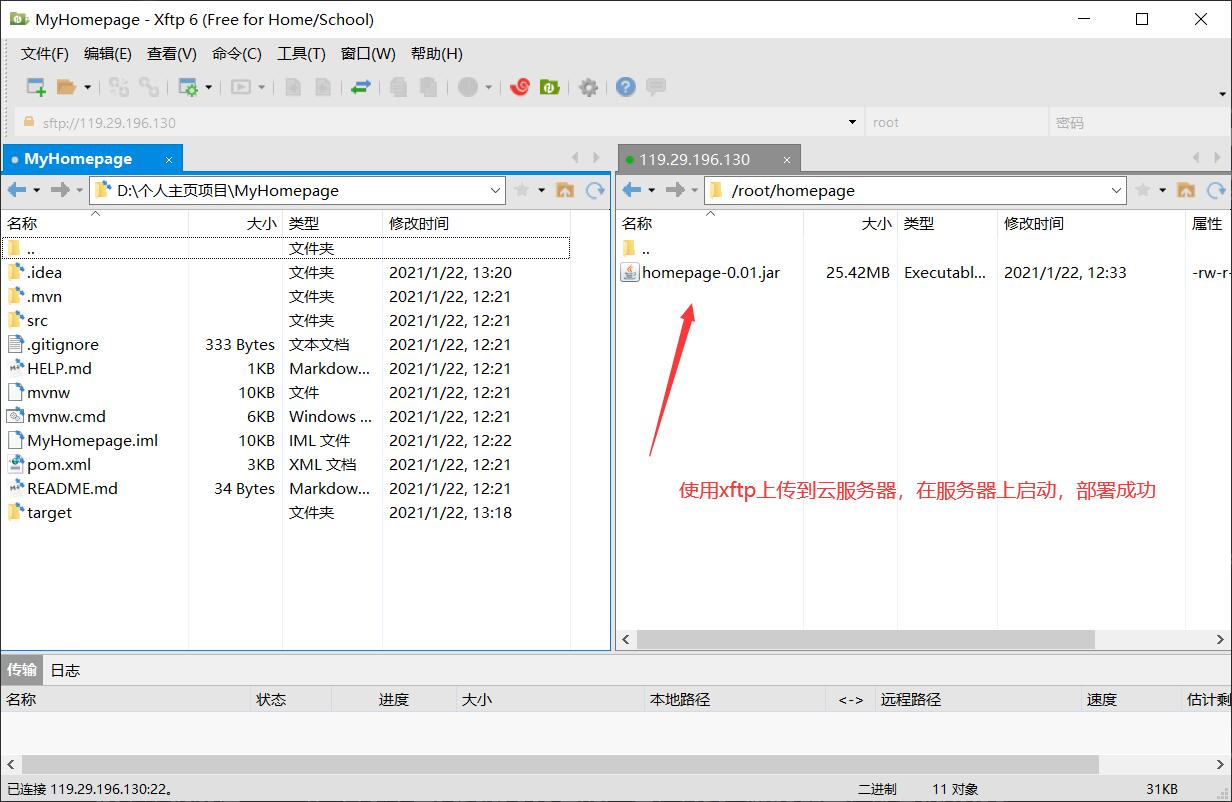 MyHomepage - Xftp 6 (Free for Home/School)
文件(F) 编辑(E) 查看(V) 命令(C) 工具(T) 窗口(W) 帮助(H)
sftp://119.29.196.130 root 密码
MyHomepage × 119.29.196.130 ×
D:\个人主页项目\MyHomepage /root/homepage
名称 大小 类型 修改时间
..  文件夹
.idea 文件夹 2021/1/22, 13:20
.mvn 文件夹 2021/1/22, 12:21
src 文件夹 2021/1/22, 12:21
.gitignore 333 Bytes 文本文档 2021/1/22, 12:21
HELP.md 1KB Markdow... 2021/1/22, 12:21
mvnw 10KB 文件 2021/1/22, 12:21
mvnw.cmd 6KB Windows ... 2021/1/22, 12:21
MyHomepage.iml 10KB IML 文件 2021/1/22, 12:22
pom.xml 3KB XML 文档 2021/1/22, 12:21
README.md 34 Bytes Markdow... 2021/1/22, 12:21
target 文件夹 2021/1/22, 13:18
名称 大小 类型 修改时间 属性
..
homepage-0.01.jar 25.42MB Executabl... 2021/1/22, 12:33 -rw-r-
使用xftp上传到云服务器，在服务器上启动，部署成功
传输 日志
名称 状态 进度 大小 本地路径 <-> 远程路径 速度 估计剩
已连接 119.29.196.130:22。 二进制 11 对象 31KB